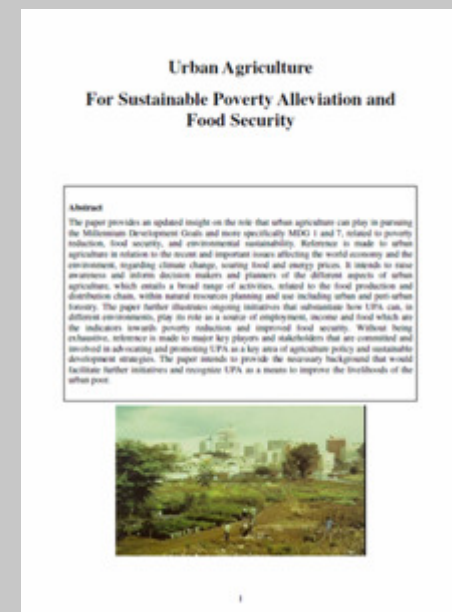 Urban Agriculture
For Sustainable Poverty Alleviation and
Food Security
Abstract
The paper provides an updated insight on the role that urban agriculture can play in pursuing
the Millennium Development Goals and more specifically MDG 1 and 7, related to poverty
reduction, food security, and environmental sustainability. Reference is made to urban
agriculture in relation to the recent and important issues affecting the world economy and the
environment, regarding climate change, soaring food and energy prices. It intends to raise
awareness and inform decision makers and planners of the different aspects of urban
agriculture, which entails a broad range of activities, related to the food production and
distribution chain, within natural resources planning and use including urban and peri-urban
forestry. The paper further illustrates ongoing initiatives that substantiate how UPA can, in
different environments, play its role as a source of employment, income and food which are
the indicators towards poverty reduction and improved food security. Without being
exhaustive, reference is made to major key players and stakeholders that are committed and
involved in advocating and promoting UPA as a key area of agriculture policy and sustainable
development strategies. The paper intends to provide the necessary background that would
facilitate further initiatives and recognize UPA as a means to improve the livelihoods of the
urban poor.
1